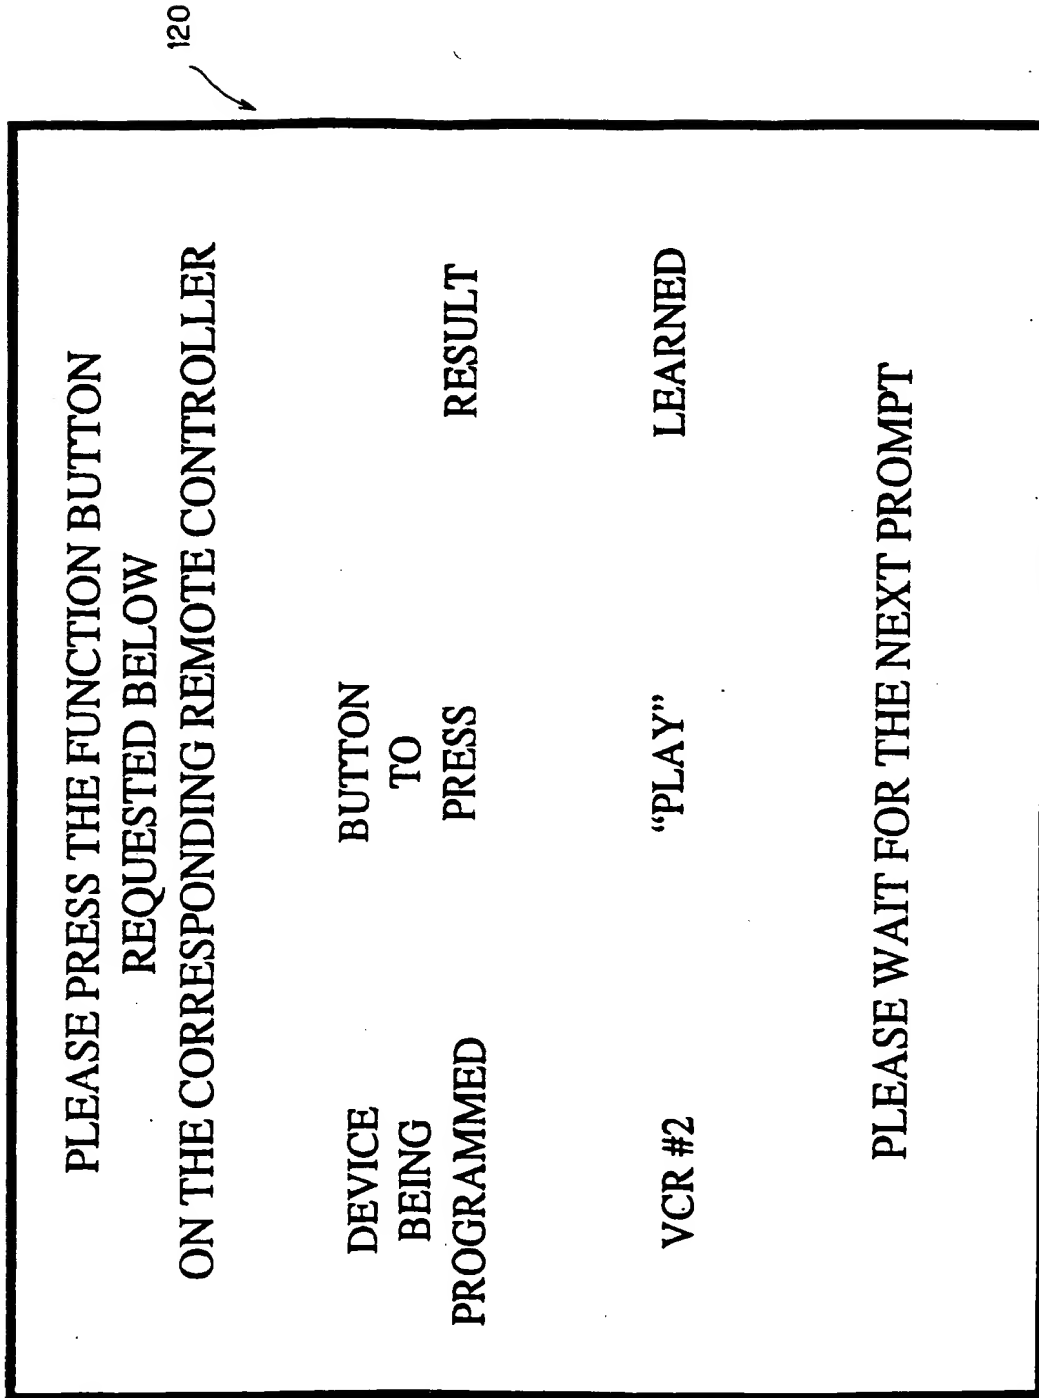 120
PLEASE PRESS THE FUNCTION BUTTON
REQUESTED BELOW
ON THE CORRESPONDING REMOTE CONTROLLER
DEVICE
BEING
PROGRAMMED
BUTTON
TO
PRESS
RESULT
VCR #2
“PLAY”
LEARNED
PLEASE WAIT FOR THE NEXT PROMPT